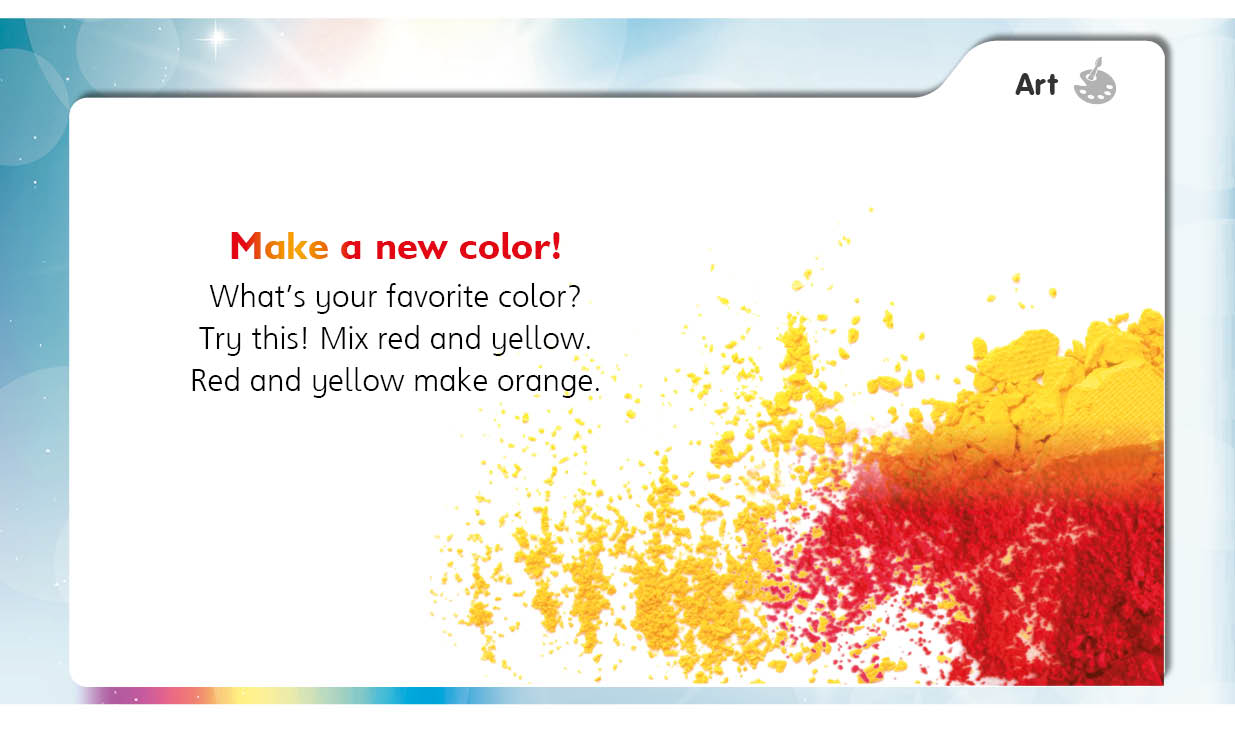 Art
Make a new color!
What's your favorite color?
Try this! Mix red and yellow.
Red and yellow make orange.